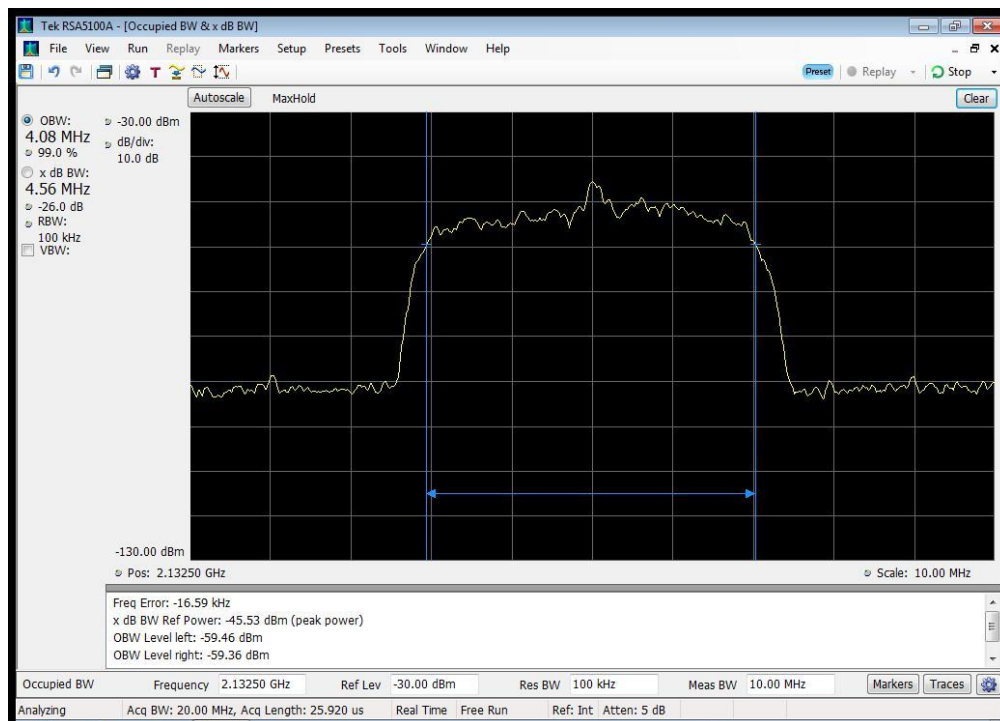 Tek RSA5100A - [Occupied BW & x dB BW]
File View Run Replay Markers Setup Presets Tools Window Help
T Preset Replay Stop
Autoscale MaxHold Clear
OBW:
4.08 MHz
99.0 %
x dB BW:
4.56 MHz
-26.0 dB
RBW:
100 kHz
VBW:
-30.00 dBm
dB/div:
10.0 dB
-130.00 dBm
Pos: 2.13250 GHz Scale: 10.00 MHz
Freq Error: -16.59 kHz
x dB BW Ref Power: -45.53 dBm (peak power)
OBW Level left: -59.46 dBm
OBW Level right: -59.36 dBm
Occupied BW Frequency 2.13250 GHz Ref Lev -30.00 dBm Res BW 100 kHz Meas BW 10.00 MHz Markers Traces
Analyzing Acq BW: 20.00 MHz, Acq Length: 25.920 us Real Time Free Run Ref: Int Atten: 5 dB